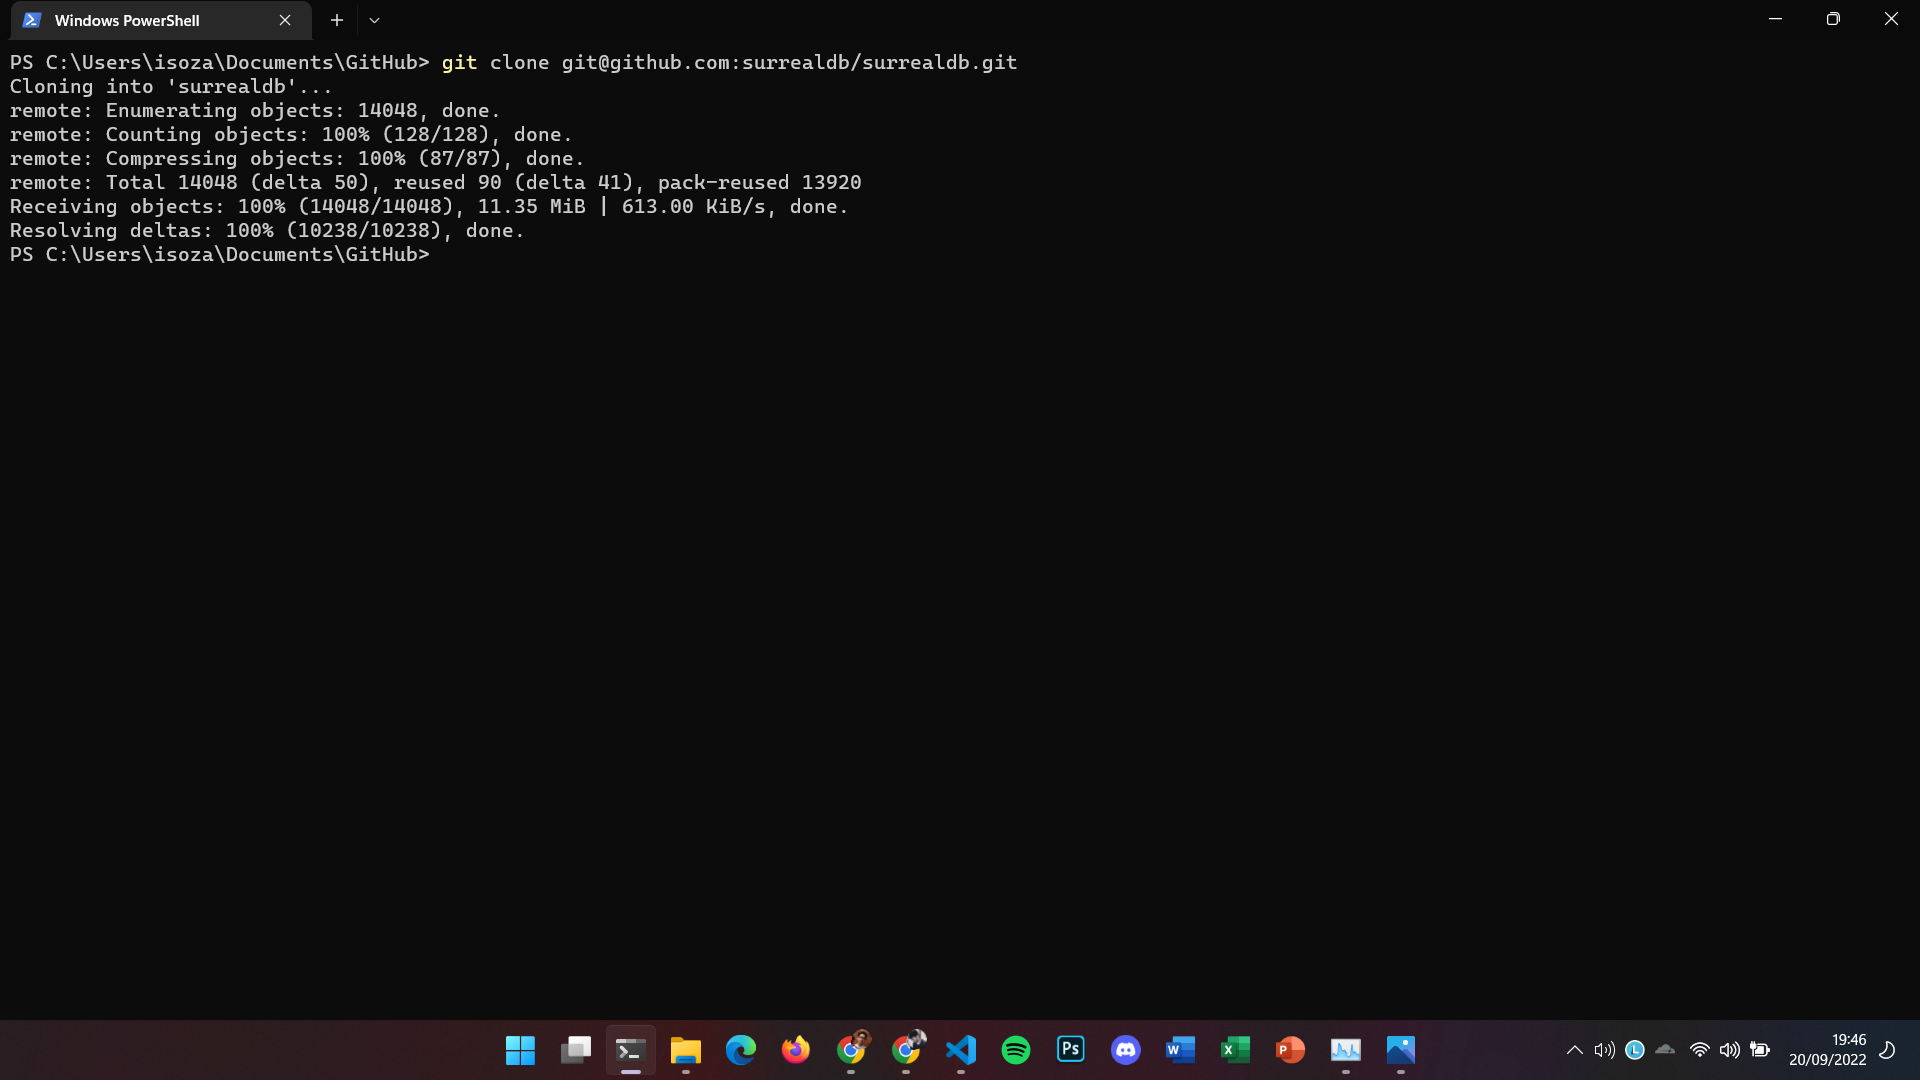 Windows PowerShell
PS C:\Users\isoza\Documents\GitHub> git clone git@github.com:surrealdb/surrealdb.git
Cloning into 'surrealdb'...
remote: Enumerating objects: 14048, done.
remote: Counting objects: 100% (128/128), done.
remote: Compressing objects: 100% (87/87), done.
remote: Total 14048 (delta 50), reused 90 (delta 41), pack-reused 13920
Receiving objects: 100% (14048/14048), 11.35 MiB | 613.00 KiB/s, done.
Resolving deltas: 100% (10238/10238), done.
PS C:\Users\isoza\Documents\GitHub>
Ps
W
X
P
L
19:46
20/09/2022